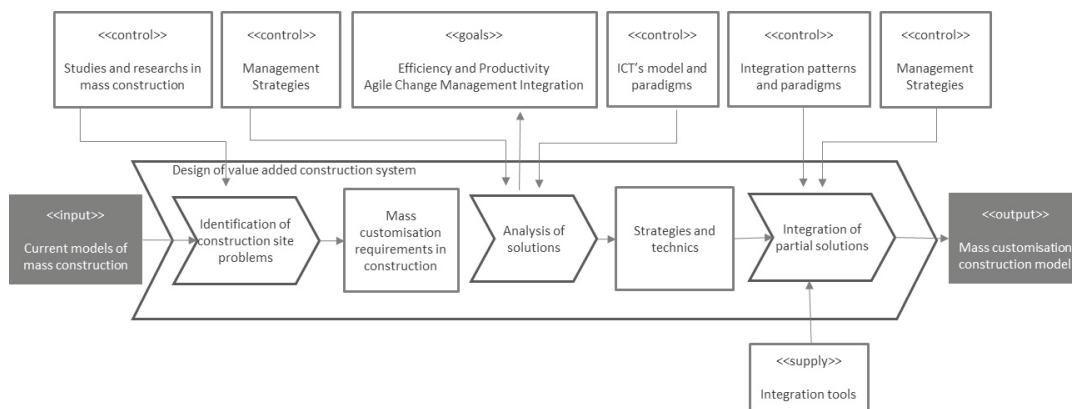 <<control>>
Studies and researchs in
mass construction
<<control>>
Management
Strategies
<<goals>>
Efficiency and Productivity
Agile Change Management Integration
<<control>>
ICT's model and
paradigms
<<control>>
Integration patterns
and paradigms
<<control>>
Management
Strategies
Design of value added construction system
<<input>>
Current models of
mass construction
Identification of
construction site
problems
Mass
customisation
requirements in
construction
Analysis of
solutions
Strategies and
technics
Integration of
partial solutions
<<output>>
Mass customisation
construction model
<<supply>>
Integration tools